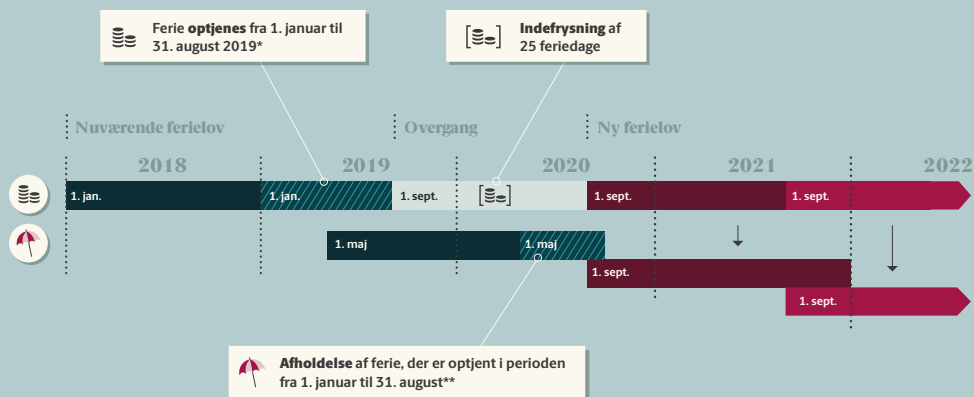 Ferie optjenes fra 1. januar til
31. august 2019*
Indefrysning af
25 feriedage
Nuværende ferielov
Overgang
Ny ferielov
2018
2019
2020
2021
2022
1. jan.
1. jan.
1. sept.
1. sept.
1. sept.
1. maj
1. maj
1. sept.
1. sept.
Afholdelse af ferie, der er optjent i perioden
fra 1. januar til 31. august**